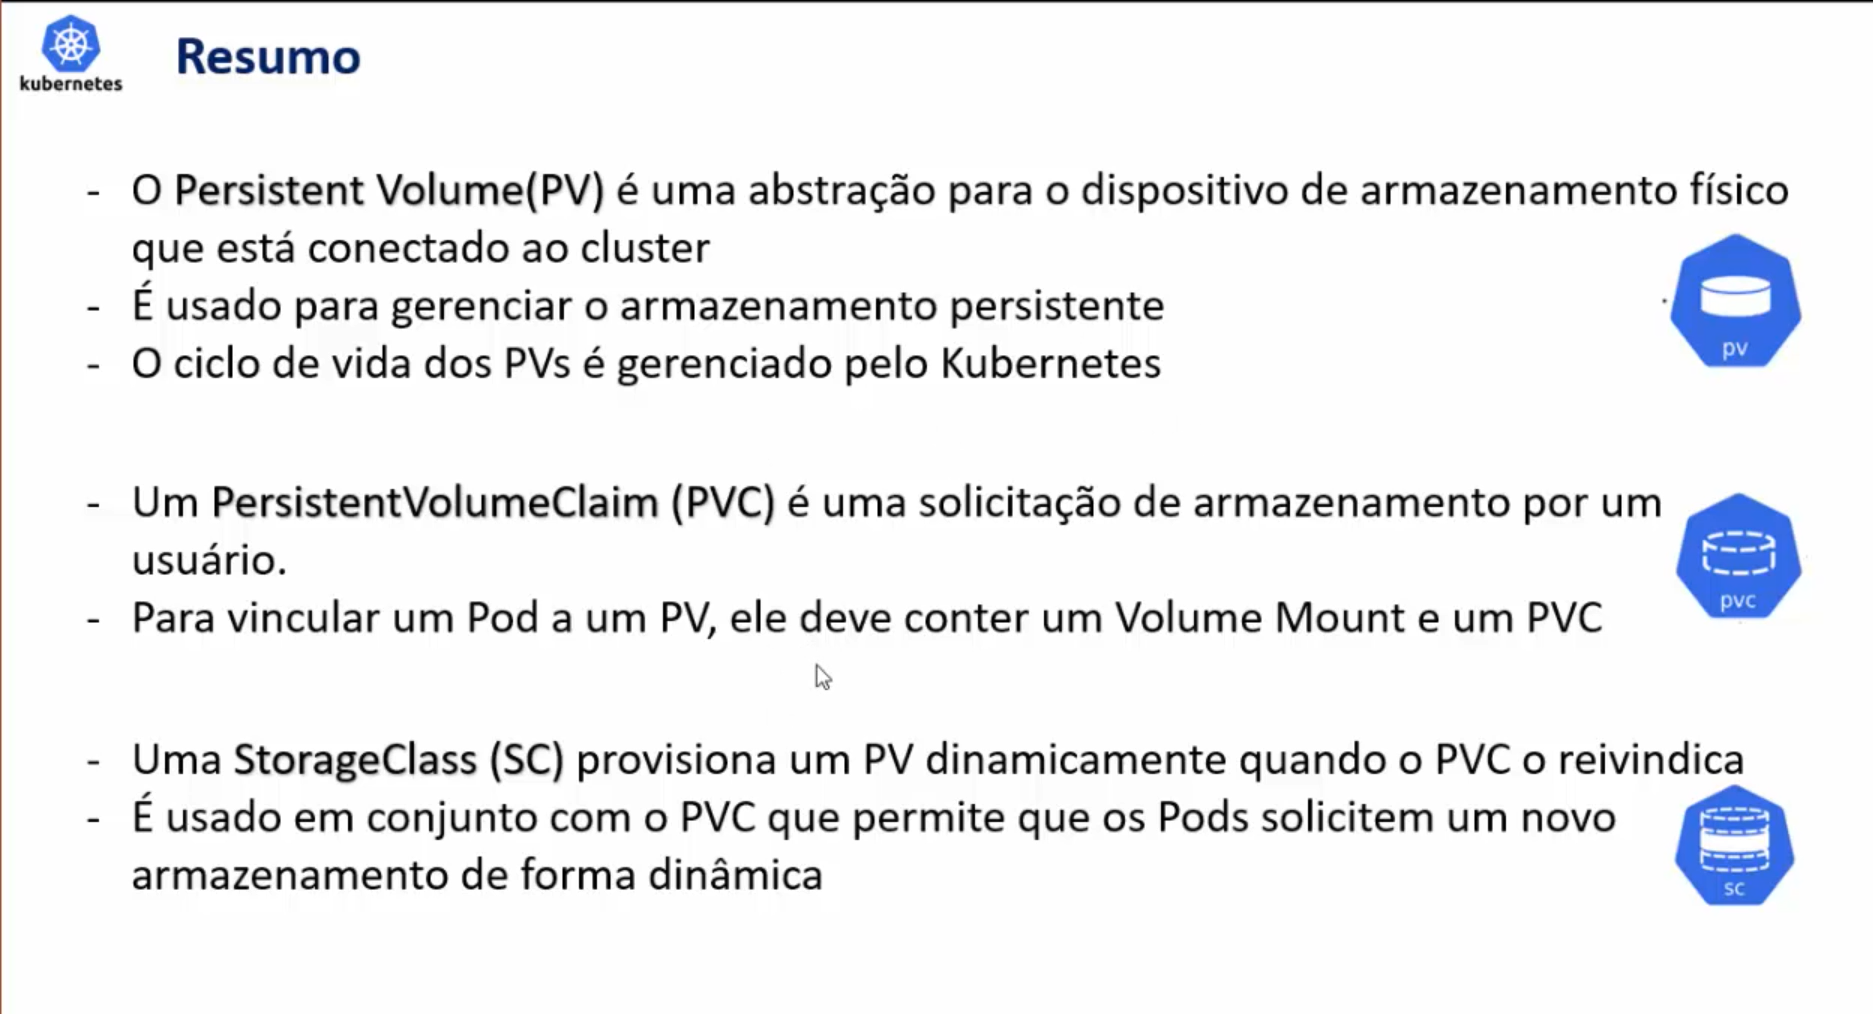 kubernetes
Resumo
- O Persistent Volume(PV) é uma abstração para o dispositivo de armazenamento físico
que está conectado ao cluster
- É usado para gerenciar o armazenamento persistente
- O ciclo de vida dos PVs é gerenciado pelo Kubernetes
pv
- Um PersistentVolumeClaim (PVC) é uma solicitação de armazenamento por um
usuário.
- Para vincular um Pod a um PV, ele deve conter um Volume Mount e um PVC
pvc
- Uma StorageClass (SC) provisiona um PV dinamicamente quando o PVC o reivindica
- É usado em conjunto com o PVC que permite que os Pods solicitem um novo
armazenamento de forma dinâmica
sc